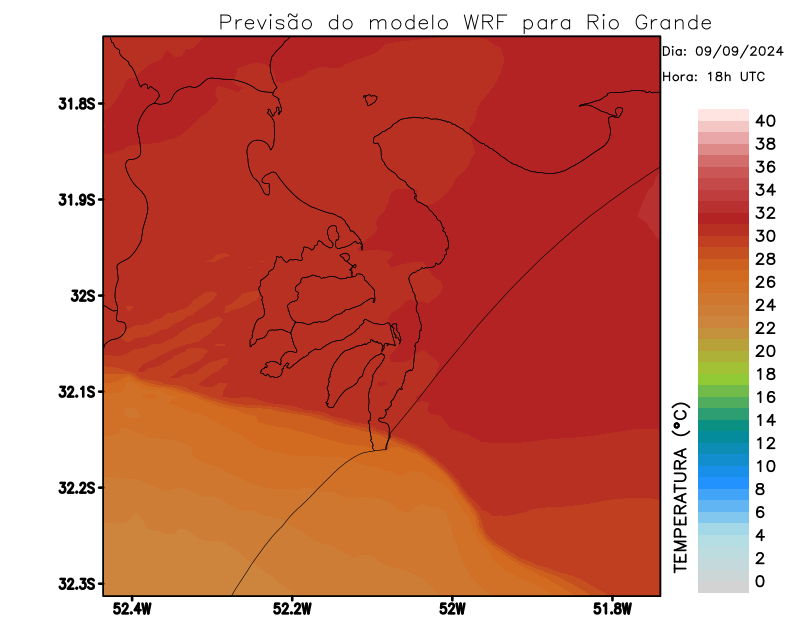 Previsão do modelo WRF para Rio Grande
Dia: 09/09/2024
Hora: 18h UTC
31.8S
31.9S
32S
32.1S
32.2S
32.3S
52.4W
52.2W
52W
51.8W
TEMPERATURA (°C)
40
38
36
34
32
30
28
26
24
22
20
18
16
14
12
10
8
6
4
2
0